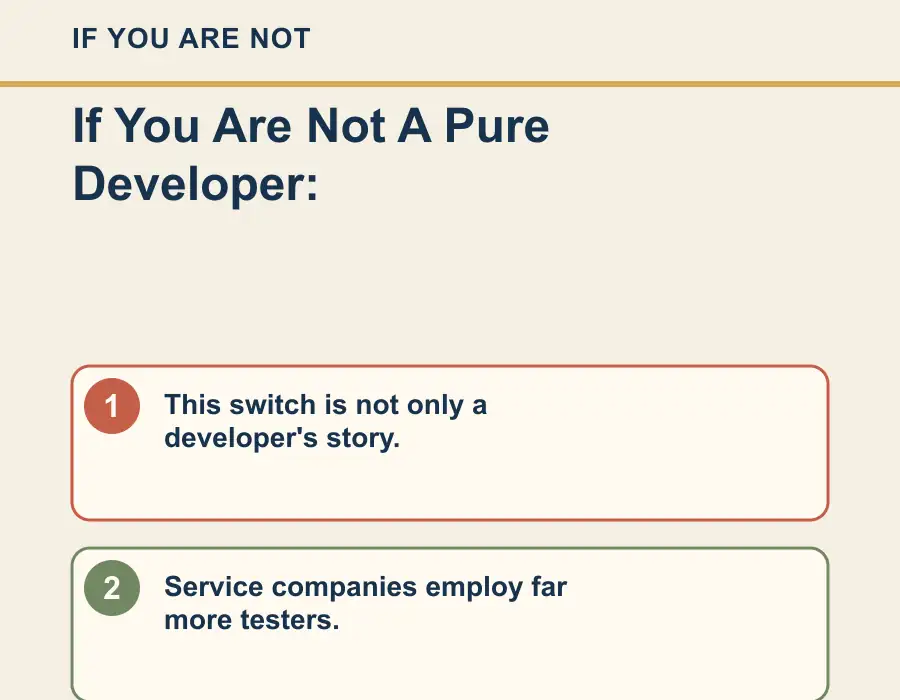 IF YOU ARE NOT
If You Are Not A Pure
Developer:
1
This switch is not only a
developer's story.
2
Service companies employ far
more testers.